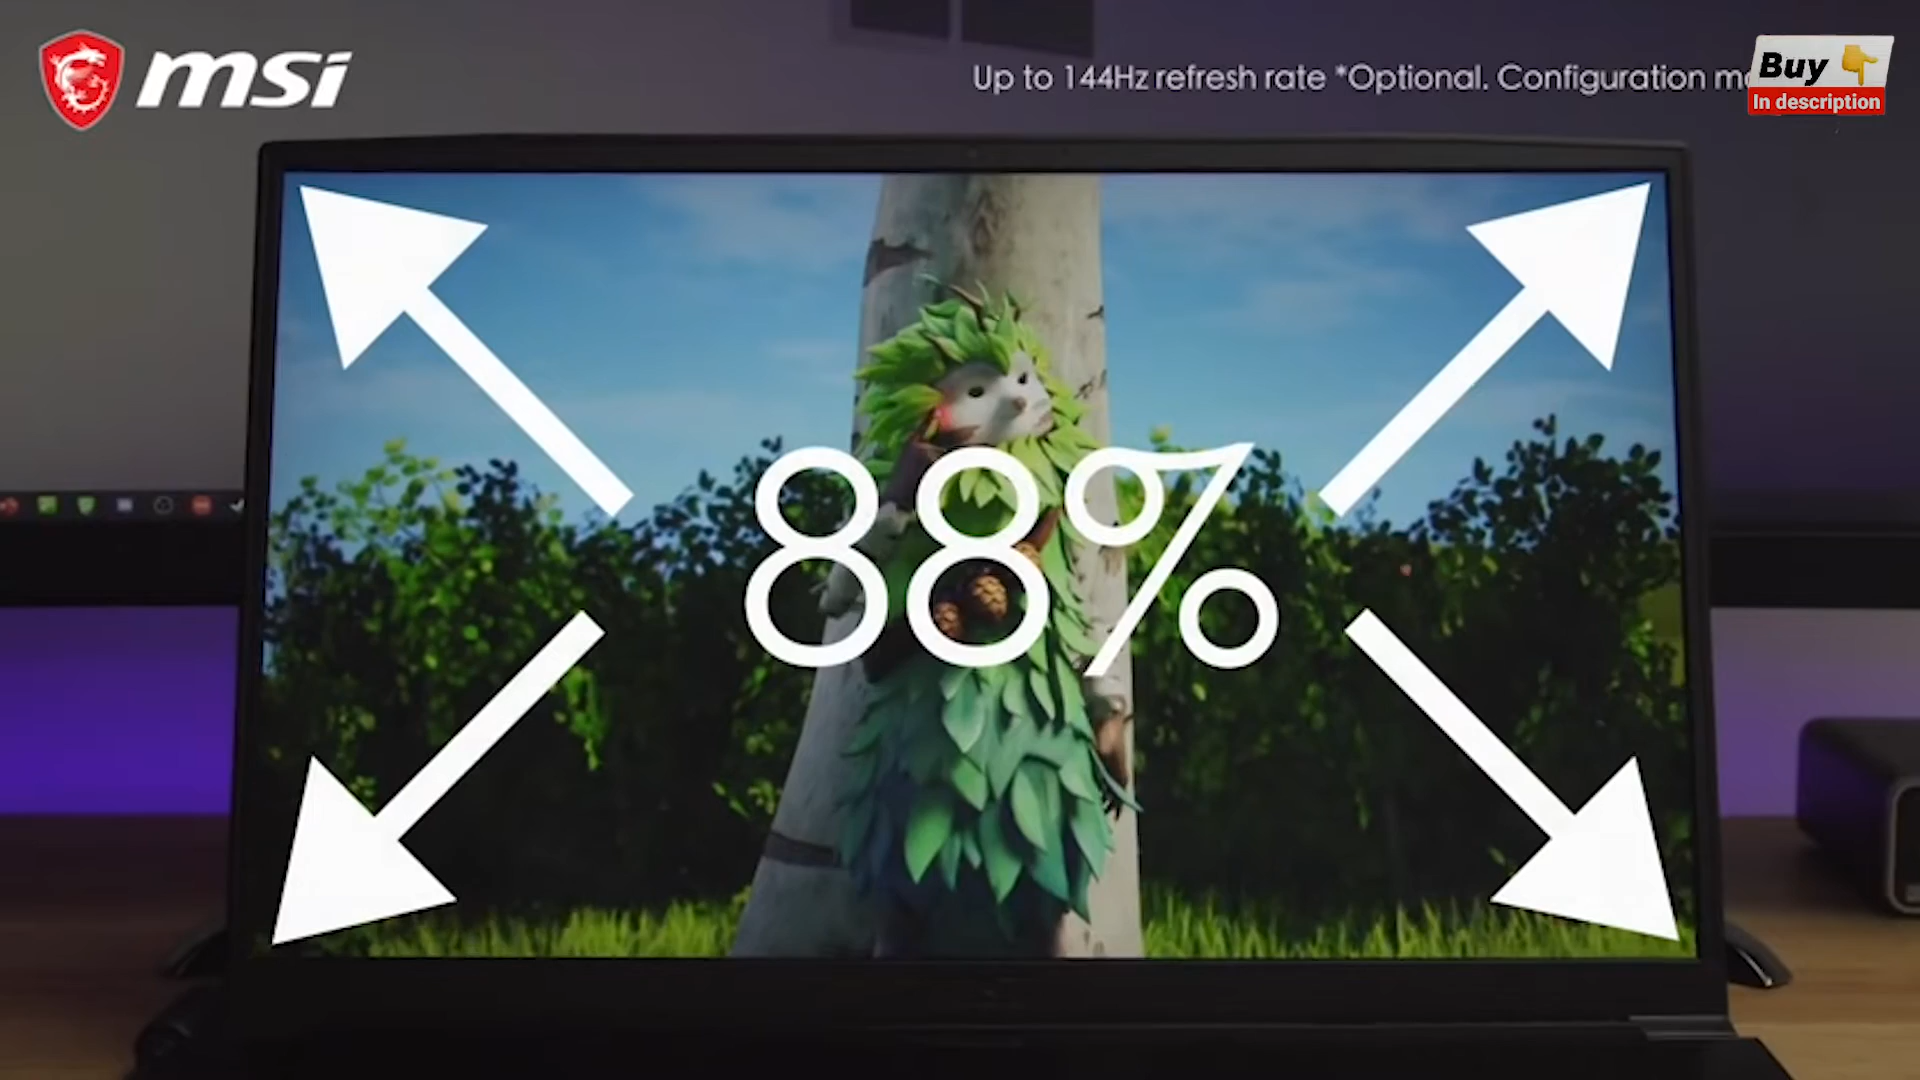 msi
Up to 144Hz refresh rate *Optional. Configuration
Buy
In description
88%